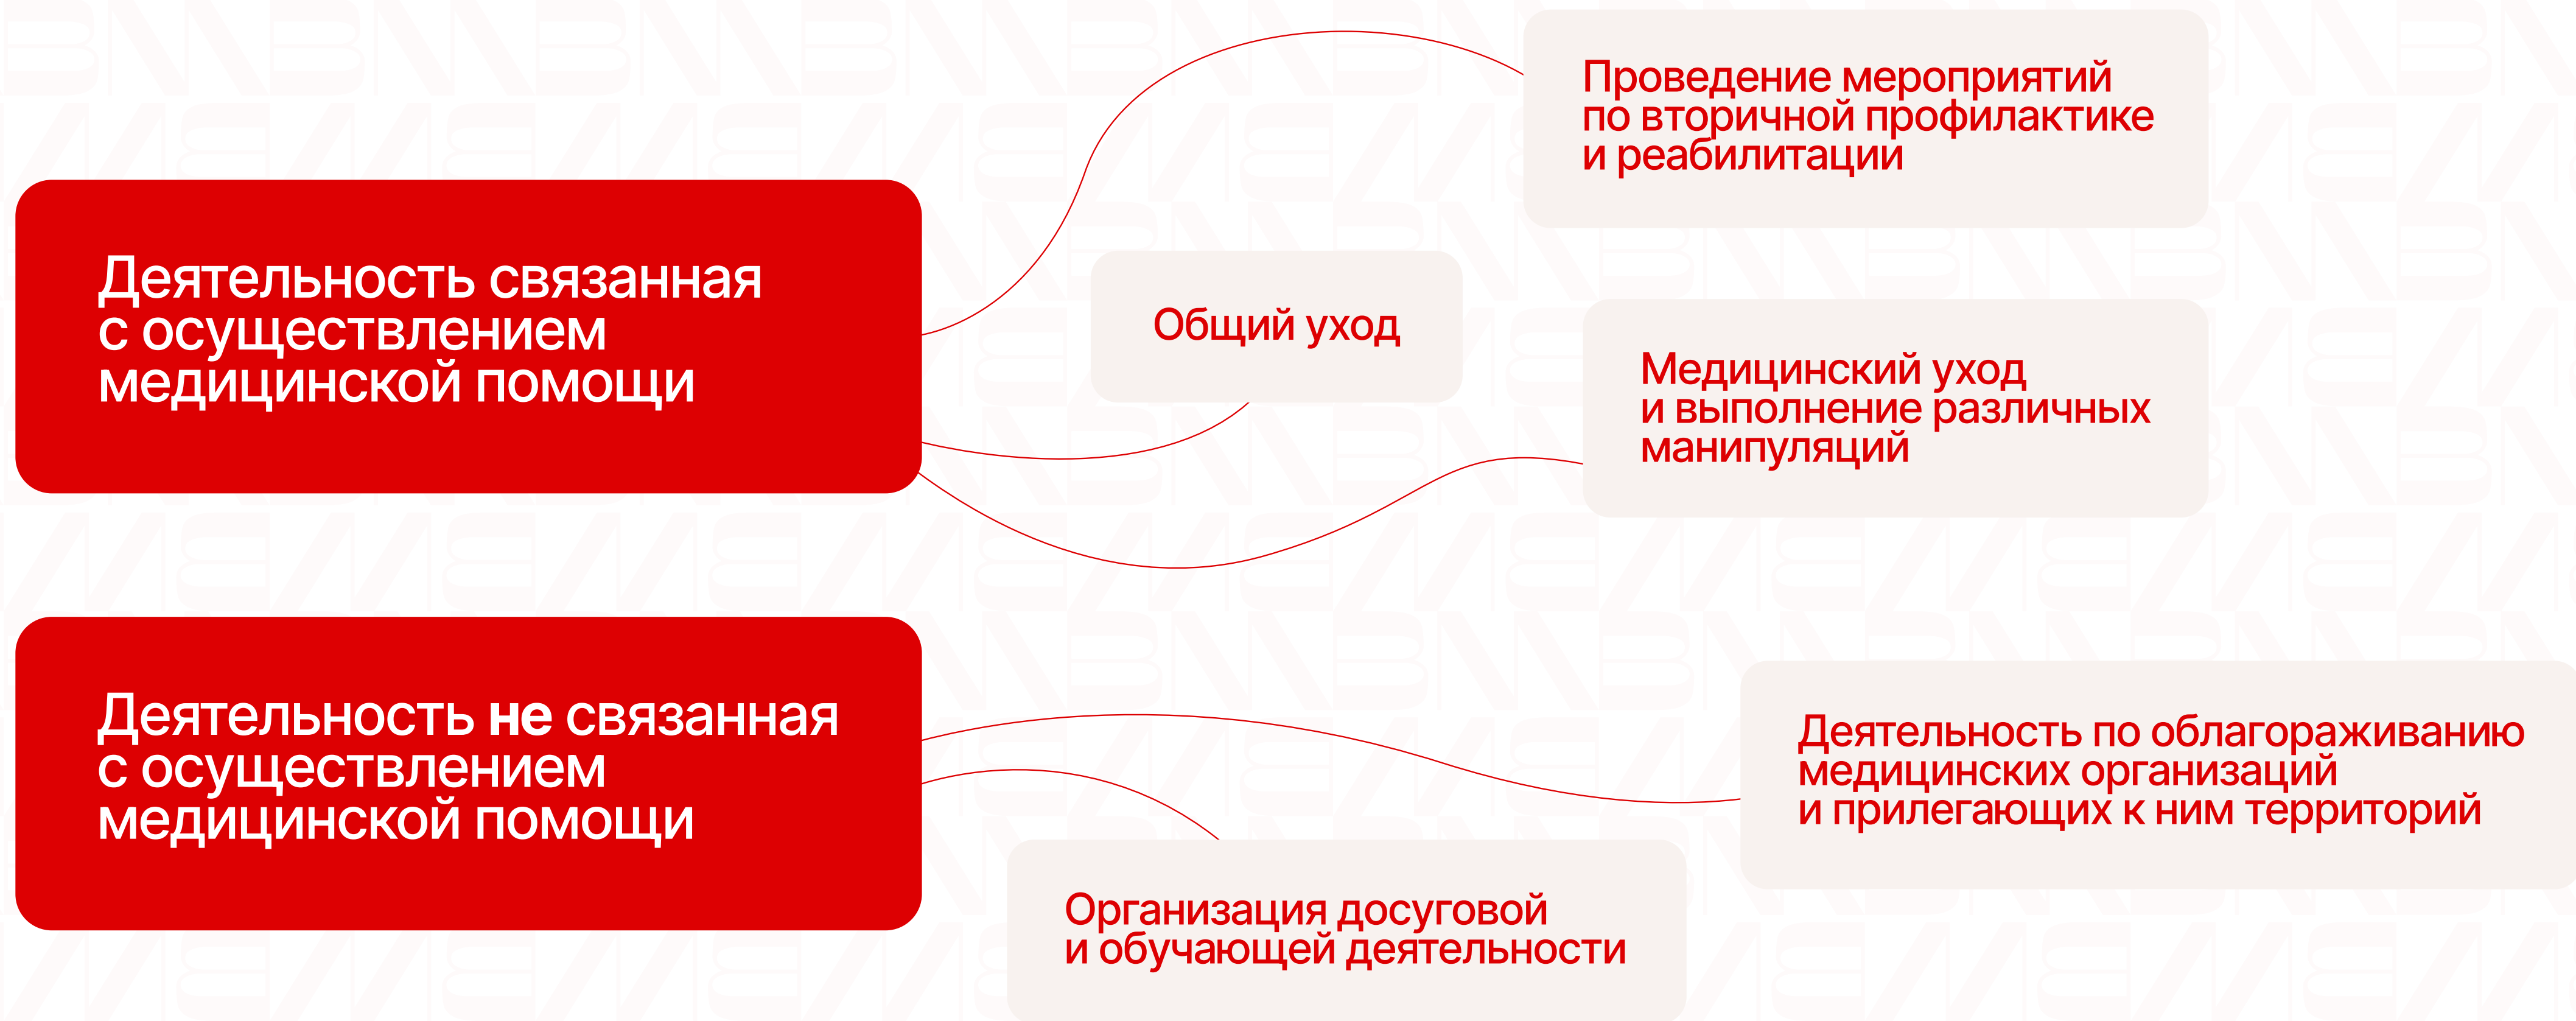 Деятельность связанная
с осуществлением
медицинской помощи
Проведение мероприятий
по вторичной профилактике
и реабилитации
Общий уход
Медицинский уход
и выполнение различных
манипуляций
Деятельность не связанная
с осуществлением
медицинской помощи
Деятельность по облагораживанию
медицинских организаций
и прилегающих к ним территорий
Организация досуговой
и обучающей деятельности